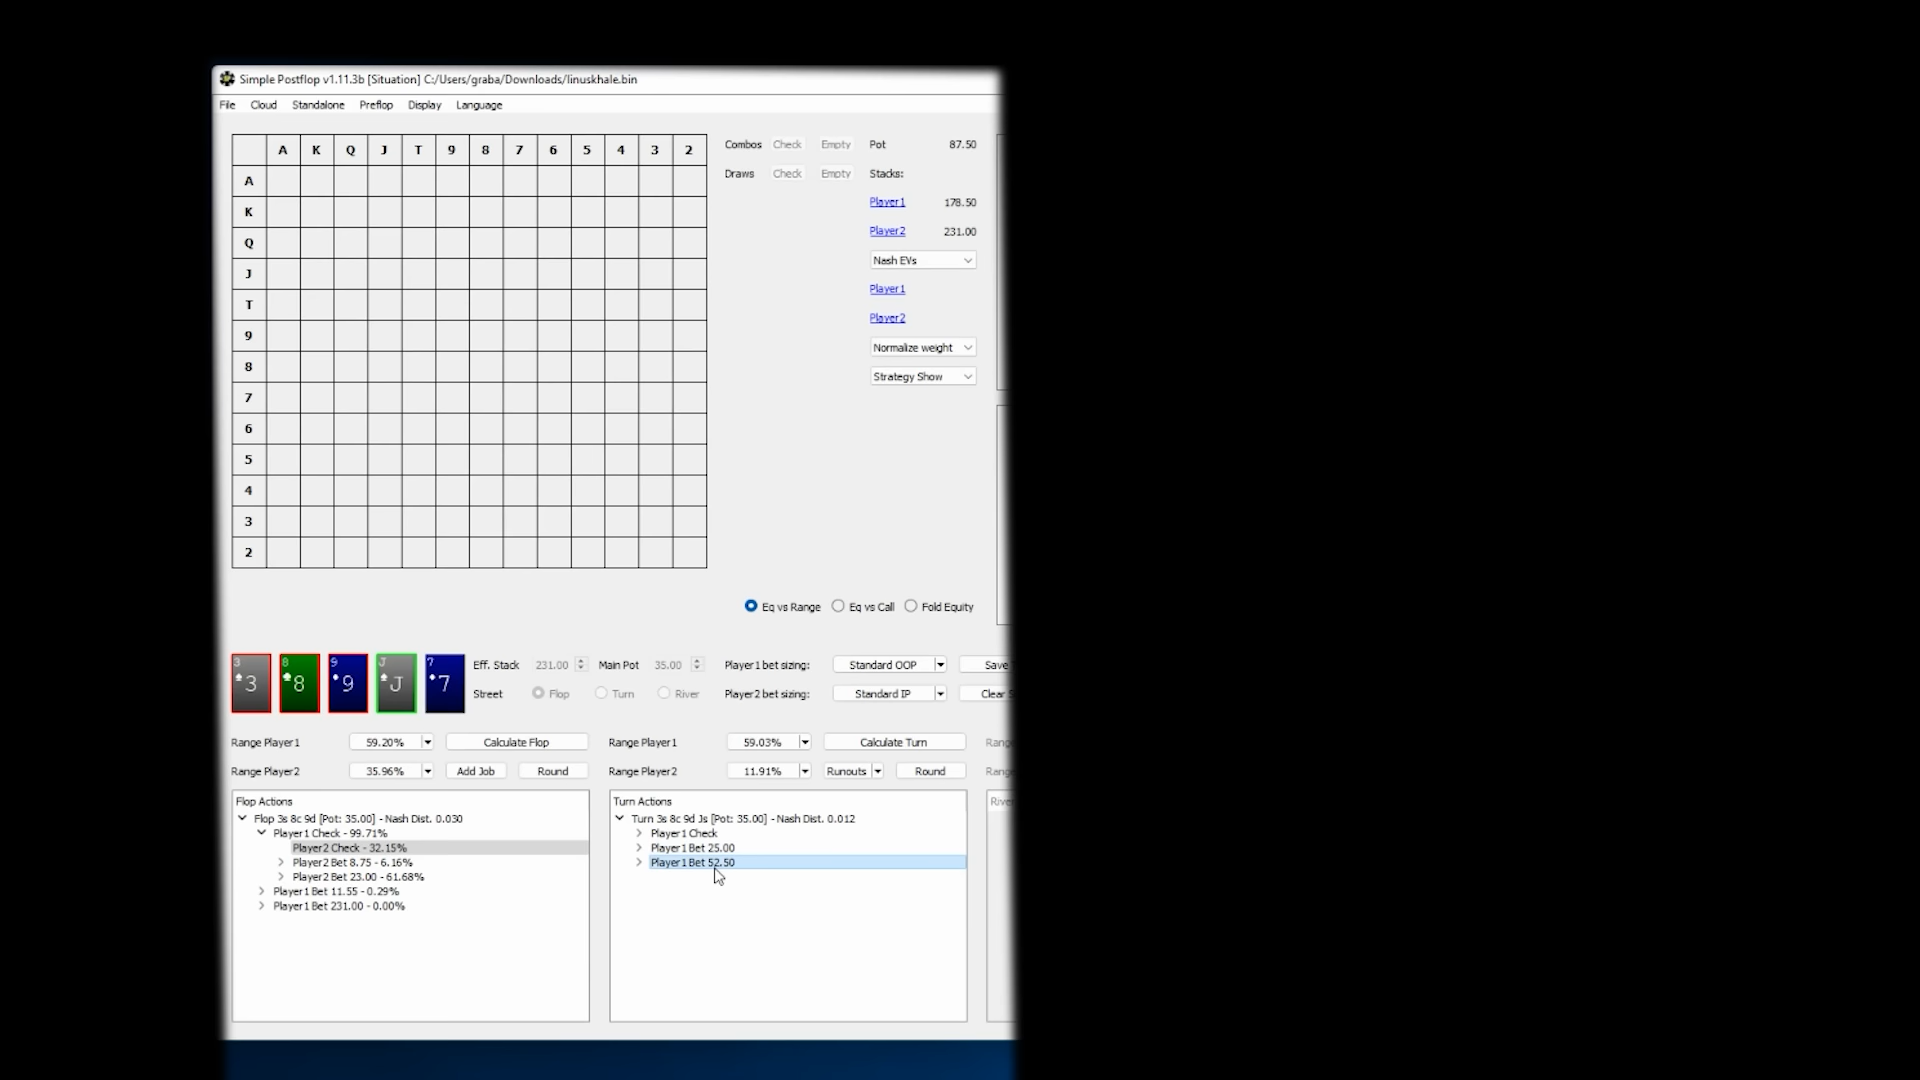 Simple Postflop v1.11.3b [Situation] C:/Users/graba/Downloads/linuskhale.bin
File Cloud Standalone Preflop Display Language
A K Q J T 9 8 7 6 5 4 3 2
A
K
Q
J
T
9
8
7
6
5
4
3
2
Combos Check Empty Pot 87.50
Draws Check Empty Stacks:
Player1 178.50
Player2 231.00
Nash EVs
Player1
Player2
Normalize weight
Strategy Show
Eq vs Range Eq vs Call Fold Equity
3 8 9 J 7
♠3 ♣8 ♦9 ♠J ♦7
Eff. Stack 231.00 Main Pot 35.00 Player1 bet sizing: Standard OOP Save
Street Flop Turn River Player2 bet sizing: Standard IP Clear
Range Player1 59.20% Calculate Flop Range Player1 59.03% Calculate Turn Rang
Range Player2 35.96% Add Job Round Range Player2 11.91% Runouts Round Rang
Flop Actions
Flop 3s 8c 9d [Pot: 35.00] - Nash Dist. 0.030
Player1 Check - 99.71%
Player2 Check - 32.15%
Player2 Bet 8.75 - 6.16%
Player2 Bet 23.00 - 61.68%
Player1 Bet 11.55 - 0.29%
Player1 Bet 231.00 - 0.00%
Turn Actions
Turn 3s 8c 9d Js [Pot: 35.00] - Nash Dist. 0.012
Player1 Check
Player1 Bet 25.00
Player1 Bet 52.50
River